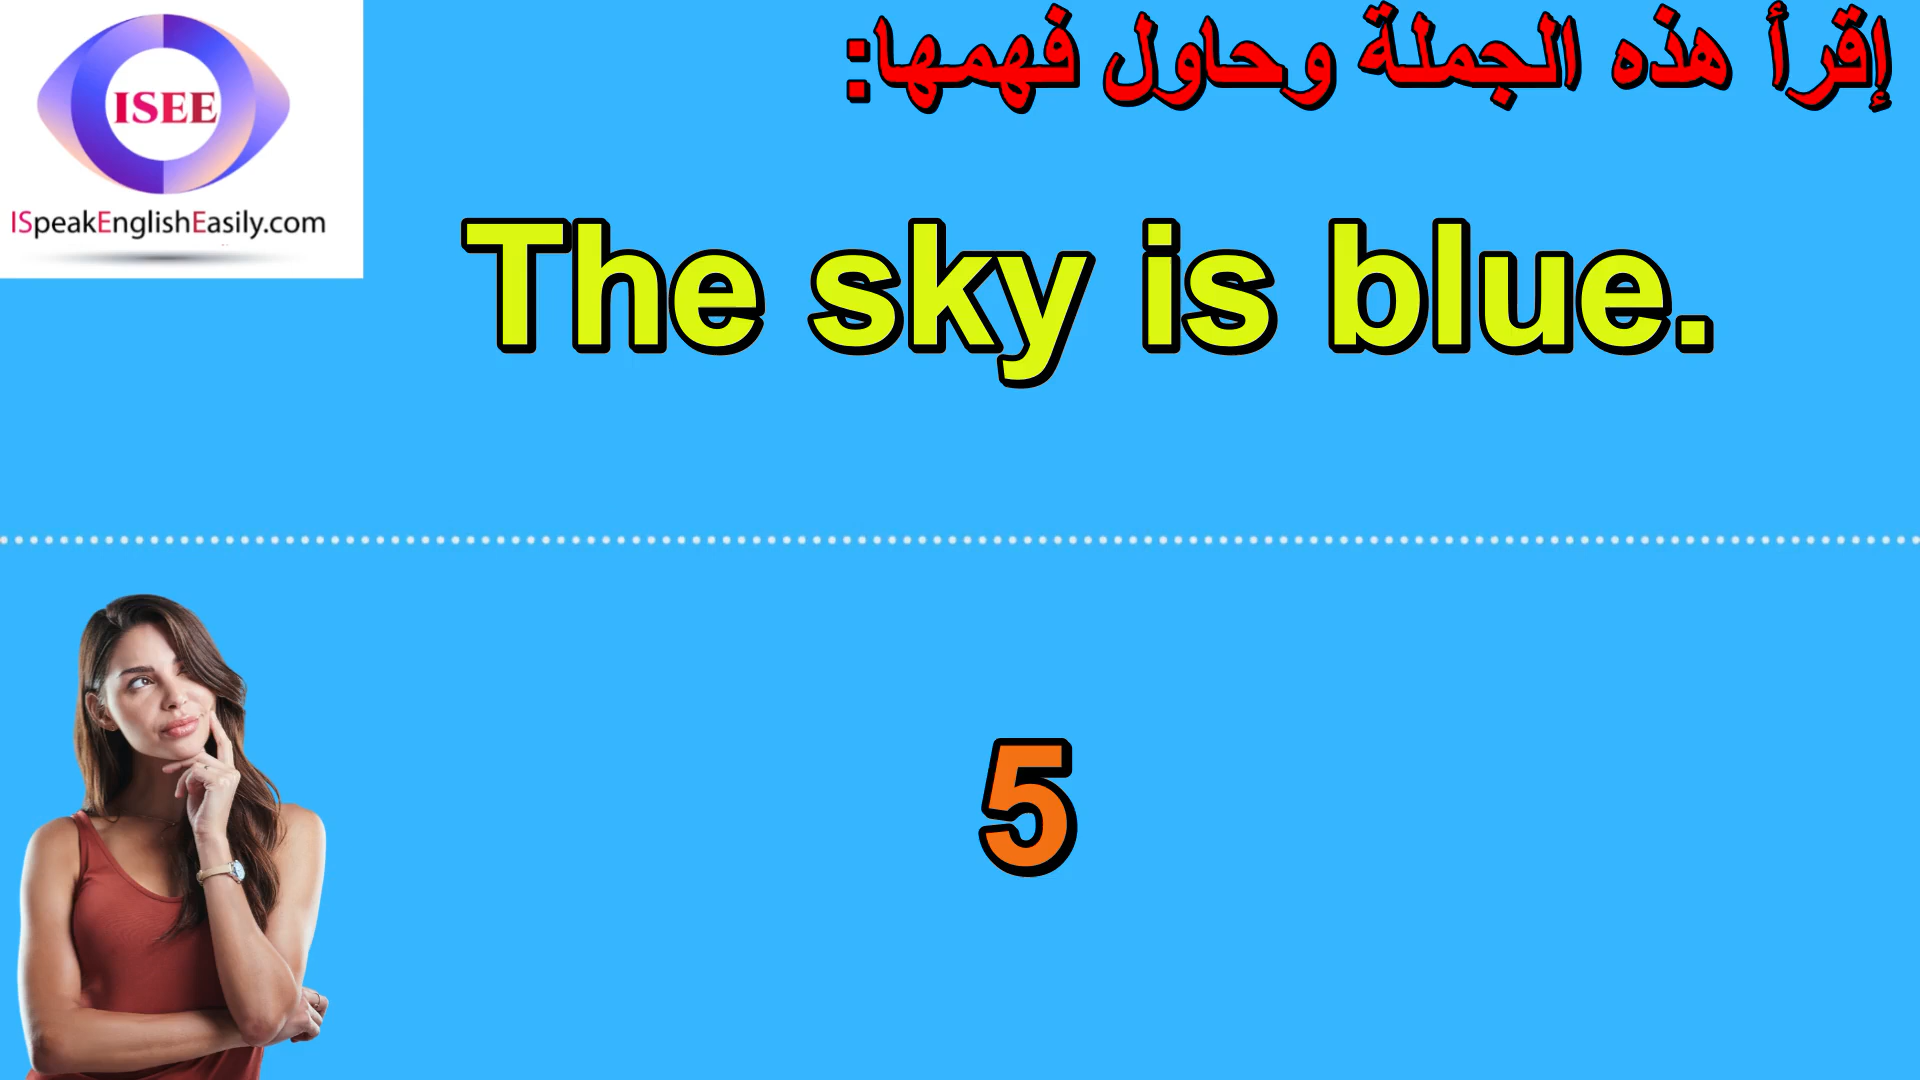 ISEE
ISpeakEnglishEasily.com
إقرأ هذه الجملة وحاول فهمها:
The sky is blue.
5